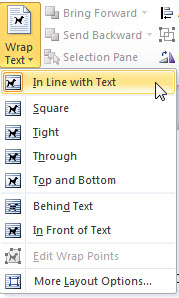 Wrap
Text
Bring Forward
Send Backward
Selection Pane
In Line with Text
Square
Tight
Through
Top and Bottom
Behind Text
In Front of Text
Edit Wrap Points
More Layout Options...